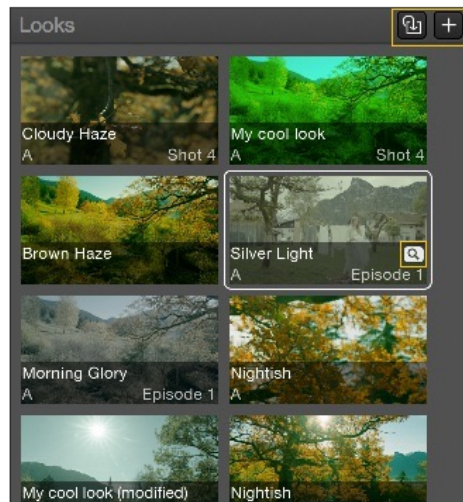 Looks
Cloudy Haze
A Shot 4
My cool look
A Shot 4
Brown Haze
Silver Light
A Episode 1
Morning Glory
A Episode 1
Nightish
A
My cool look (modified)
Nightish